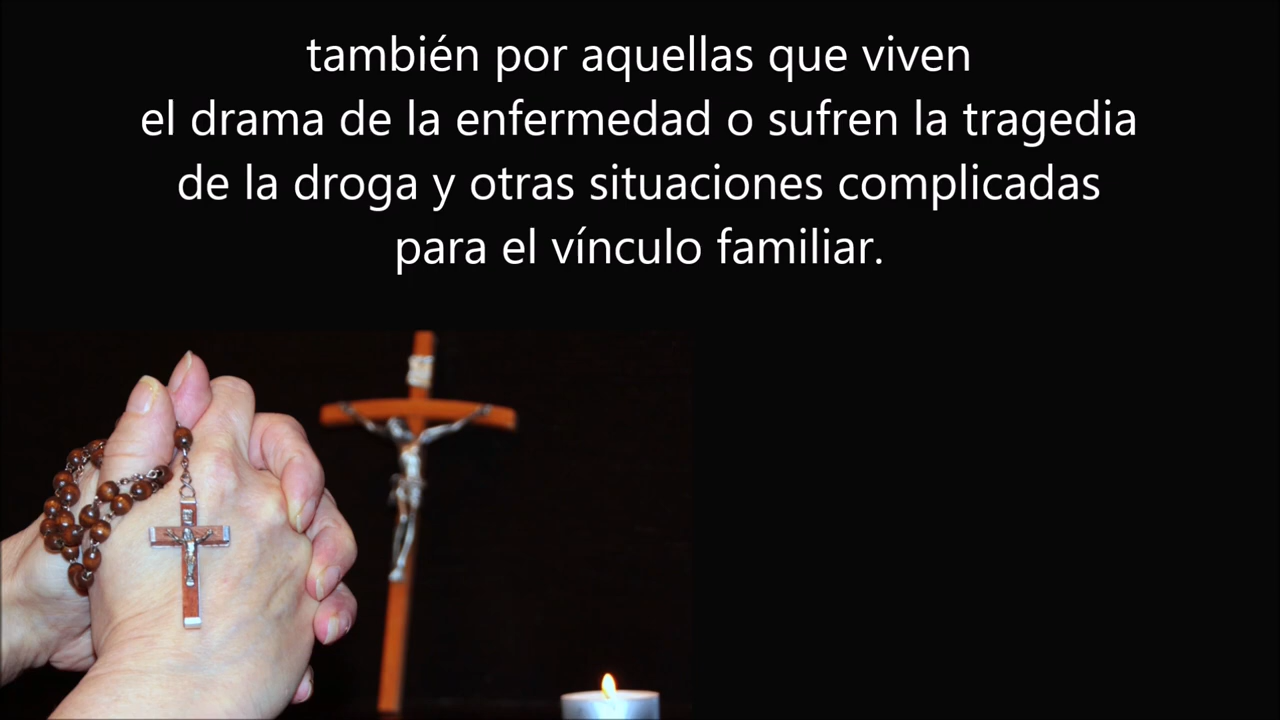 también por aquellas que viven
el drama de la enfermedad o sufren la tragedia
de la droga y otras situaciones complicadas
para el vínculo familiar.